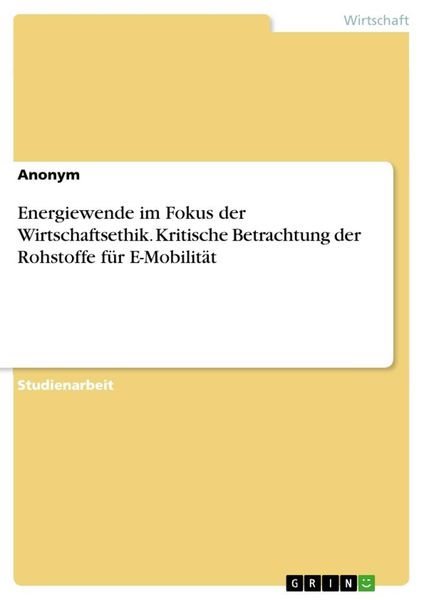 Wirtschaft
Anonym
Energiewende im Fokus der
Wirtschaftsethik. Kritische Betrachtung der
Rohstoffe für E-Mobilität
Studienarbeit
GRIN